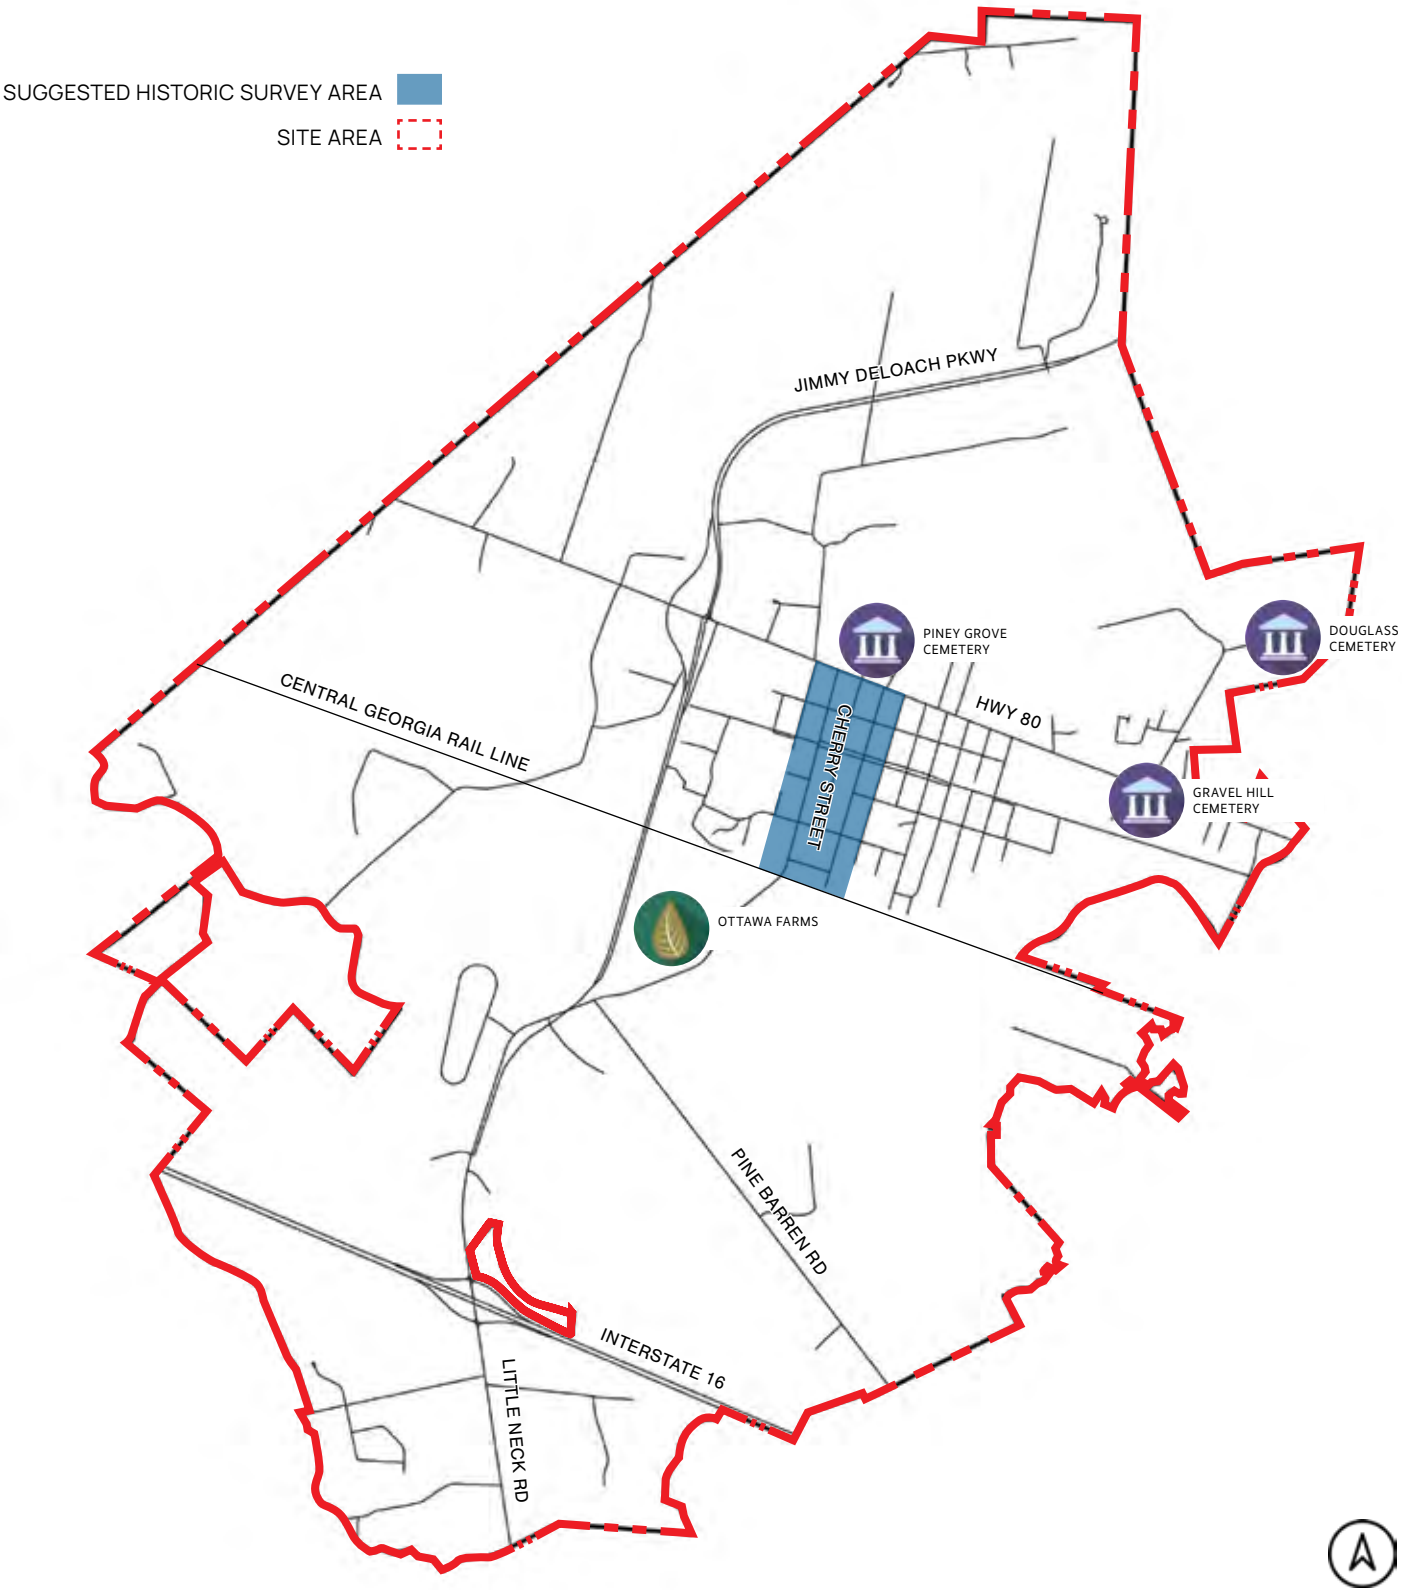 SUGGESTED HISTORIC SURVEY AREA
SITE AREA
JIMMY DELOACH PKWY
PINEY GROVE
CEMETERY
DOUGLASS
CEMETERY
CENTRAL GEORGIA RAIL LINE
HWY 80
CHERRY STREET
GRAVEL HILL
CEMETERY
OTTAWA FARMS
PINE BARREN RD
INTERSTATE 16
LITTLE NECK RD